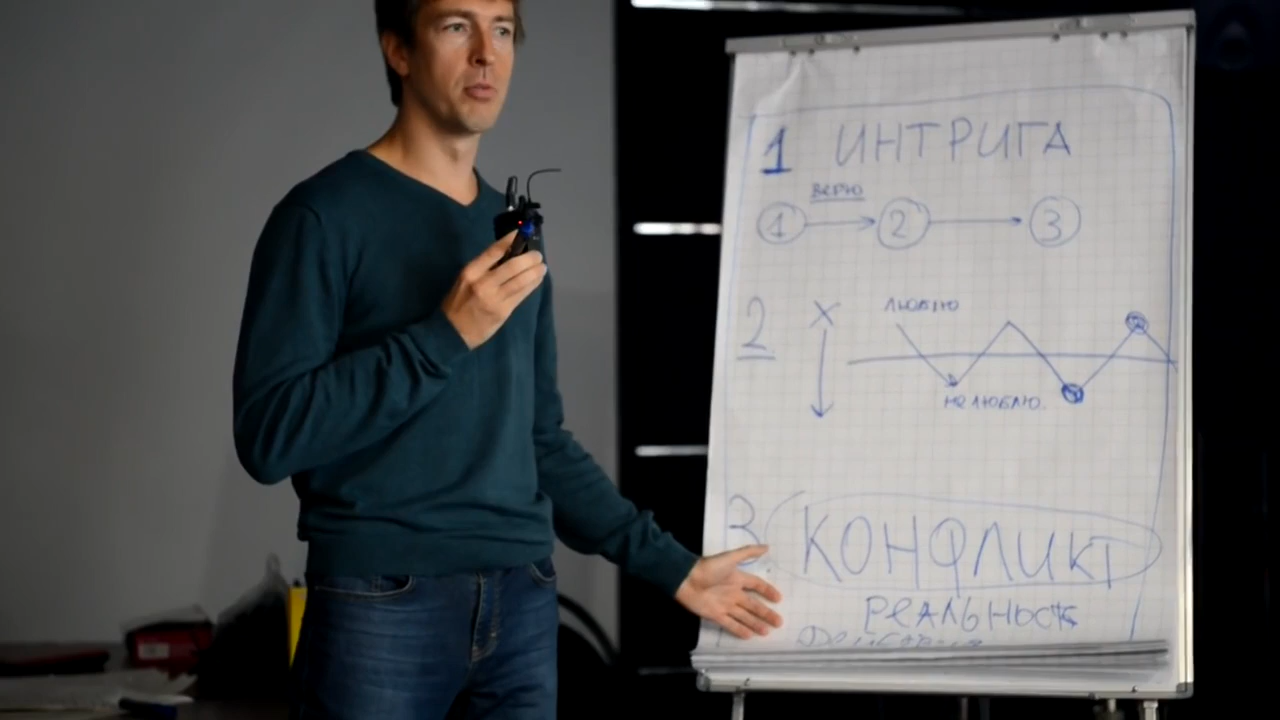 1 ИНТРИГА
верю
1 2 3
2 X люблю
не люблю.
3. КОНФЛИКТ
реальность